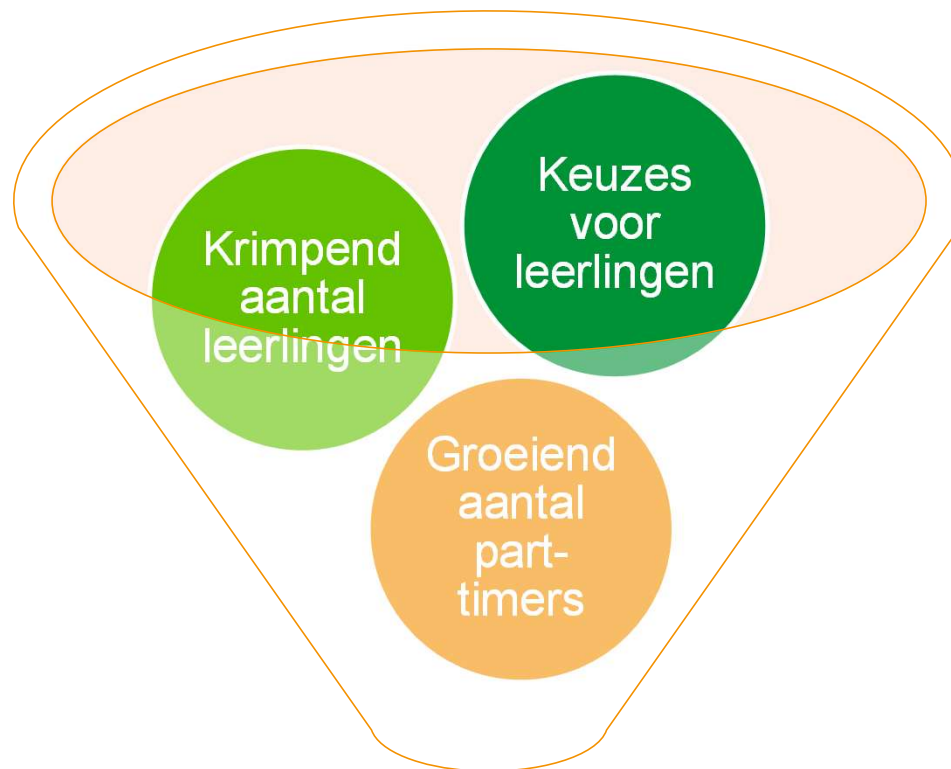 Krimpend
aantal
leerlingen
Keuzes
voor
leerlingen
Groeiend
aantal
part-
timers